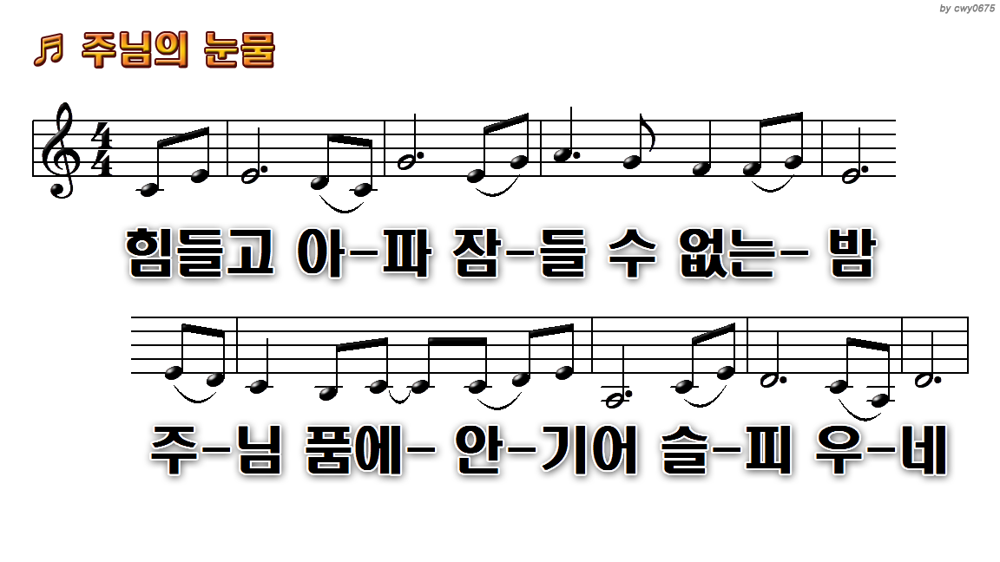 by cwy0675
♬ 주님의 눈물
힘들고 아-파 잠-들 수 없는- 밤
주-님 품에- 안-기어 슬-피 우-네